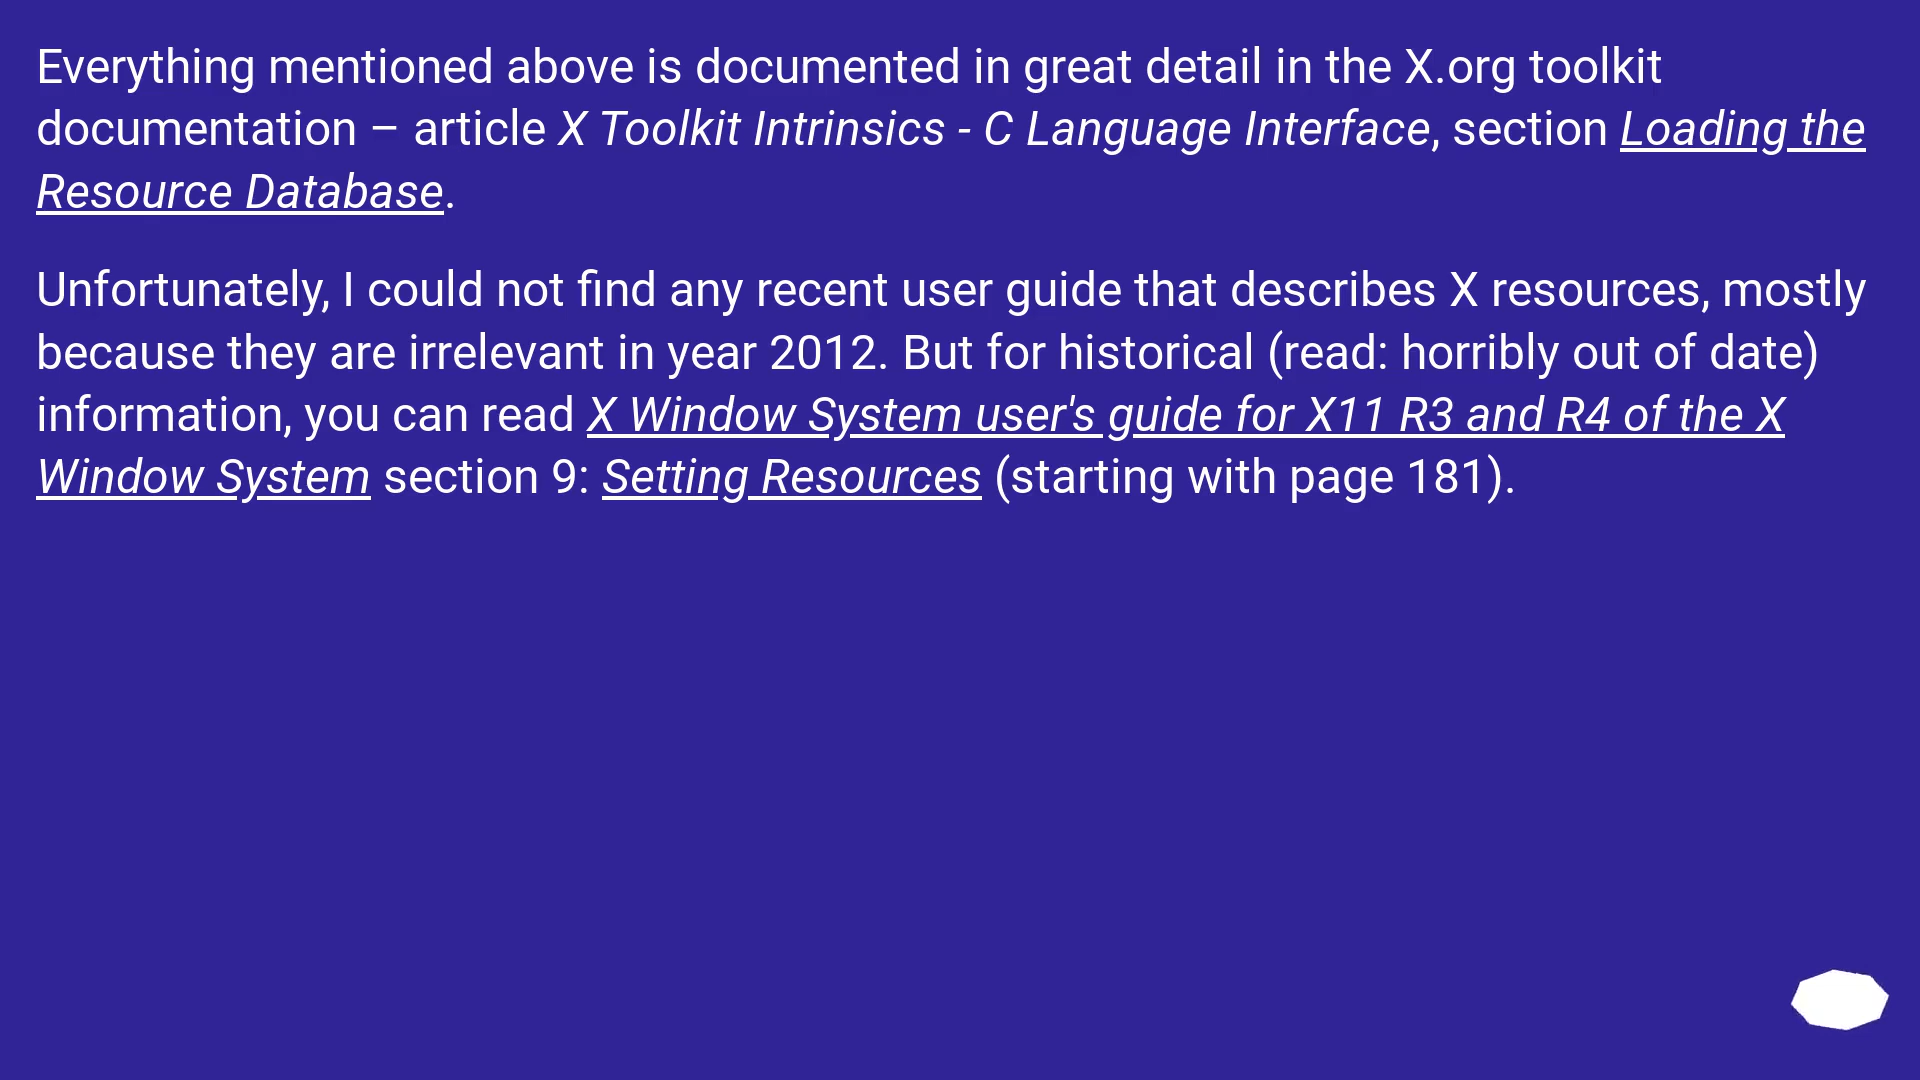 Everything mentioned above is documented in great detail in the X.org toolkit
documentation – article X Toolkit Intrinsics - C Language Interface, section Loading the
Resource Database.
Unfortunately, I could not find any recent user guide that describes X resources, mostly
because they are irrelevant in year 2012. But for historical (read: horribly out of date)
information, you can read X Window System user's guide for X11 R3 and R4 of the X
Window System section 9: Setting Resources (starting with page 181).